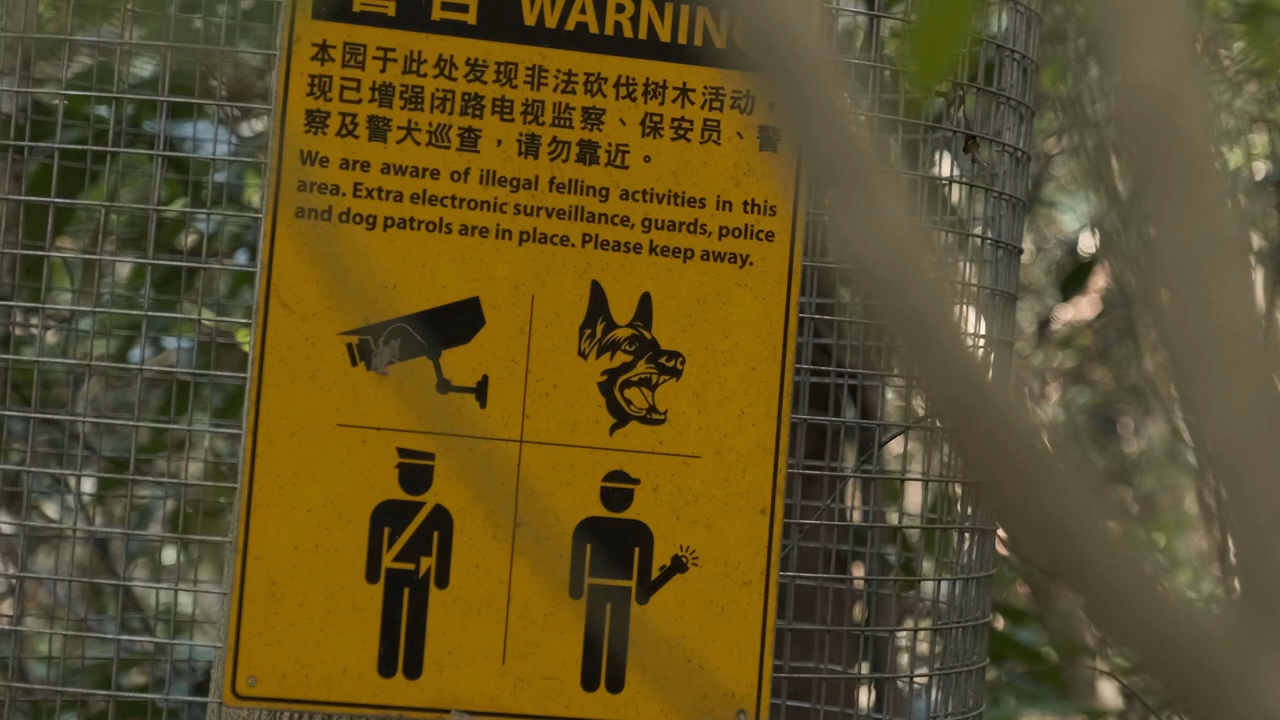 警告 WARNING
本园于此处发现非法砍伐树木活动，
现已增强闭路电视监察、保安员、警
察及警犬巡查，请勿靠近。
We are aware of illegal felling activities in this
area. Extra electronic surveillance, guards, police
and dog patrols are in place. Please keep away.